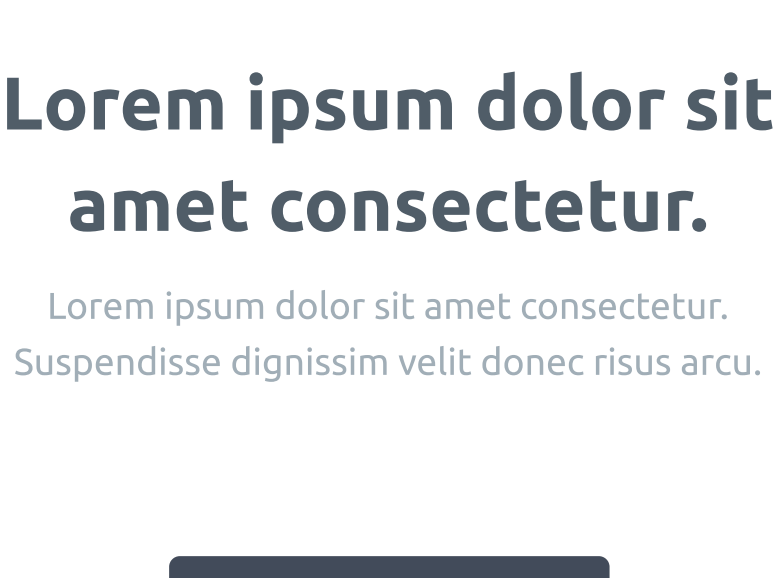 Lorem ipsum dolor sit
amet consectetur.
Lorem ipsum dolor sit amet consectetur.
Suspendisse dignissim velit donec risus arcu.